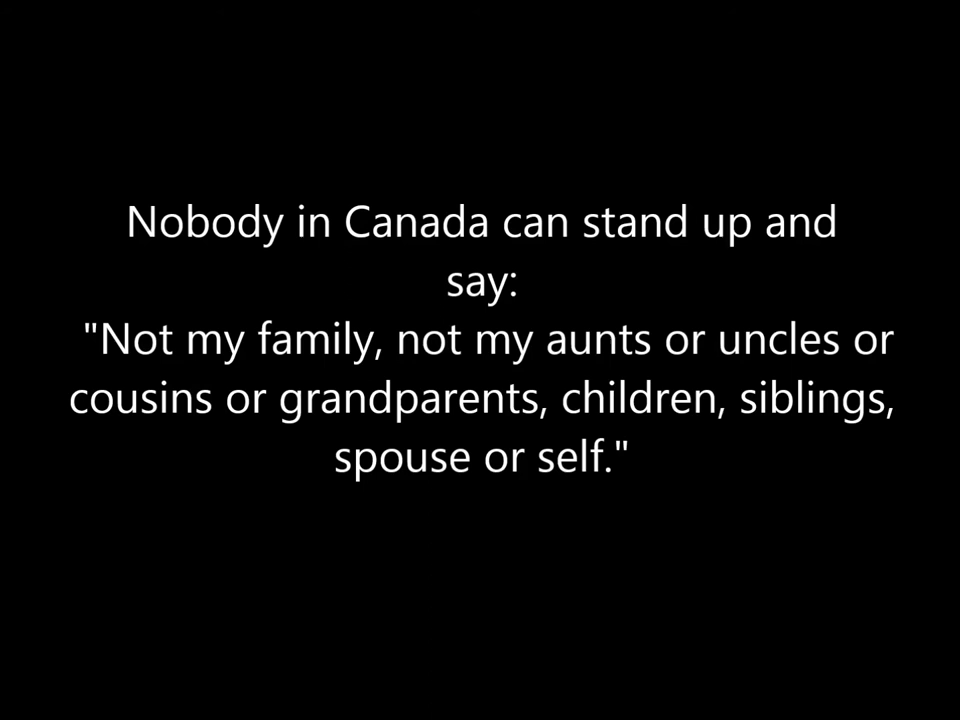 Nobody in Canada can stand up and
say:
"Not my family, not my aunts or uncles or
cousins or grandparents, children, siblings,
spouse or self."